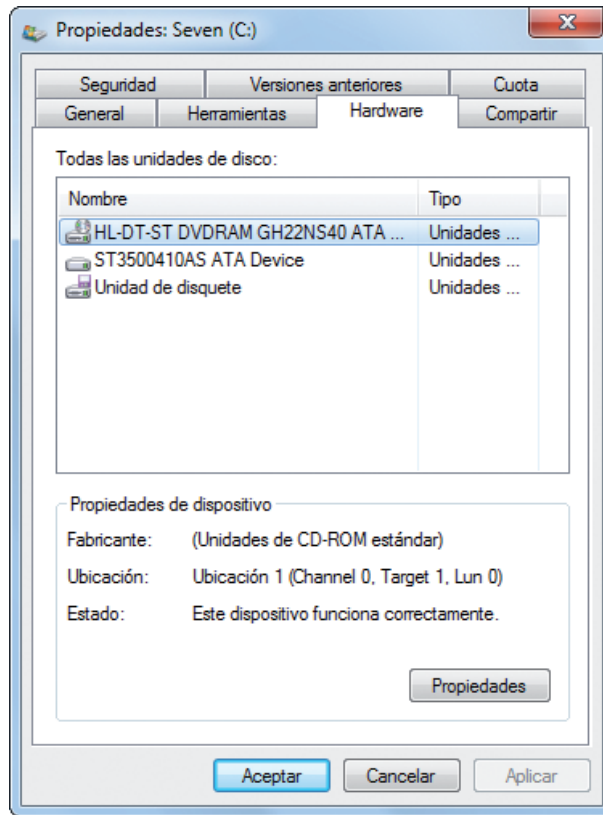 Propiedades: Seven (C:)
Seguridad Versiones anteriores Cuota
General Herramientas Hardware Compartir
Todas las unidades de disco:
Nombre Tipo
HL-DT-ST DVDRAM GH22NS40 ATA ... Unidades ...
ST3500410AS ATA Device Unidades ...
Unidad de disquete Unidades ...
Propiedades de dispositivo
Fabricante: (Unidades de CD-ROM estándar)
Ubicación: Ubicación 1 (Channel 0, Target 1, Lun 0)
Estado: Este dispositivo funciona correctamente.
Propiedades
Aceptar Cancelar Aplicar